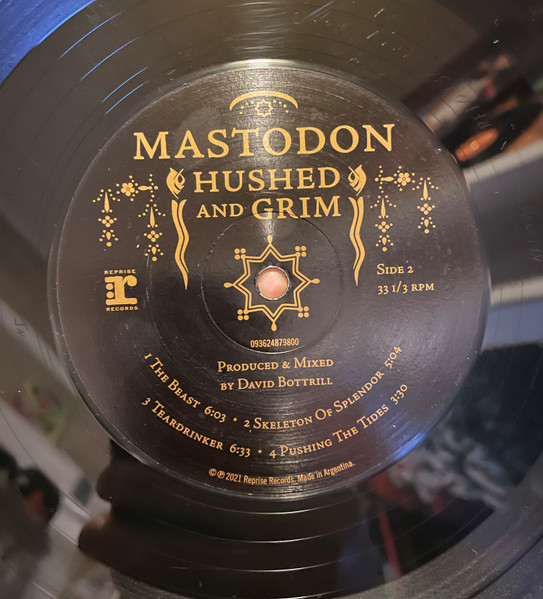 MASTODON
HUSHED
AND GRIM
REPRISE
r
RECORDS
SIDE 2
33 1/3 RPM
093624879800
PRODUCED & MIXED
BY DAVID BOTTRILL
1 THE BEAST 6:03 • 2 SKELETON OF SPLENDOR 5:04
3 TEARDRINKER 6:33 • 4 PUSHING THE TIDES 3:30
© ℗ 2021 Reprise Records. Made in Argentina.